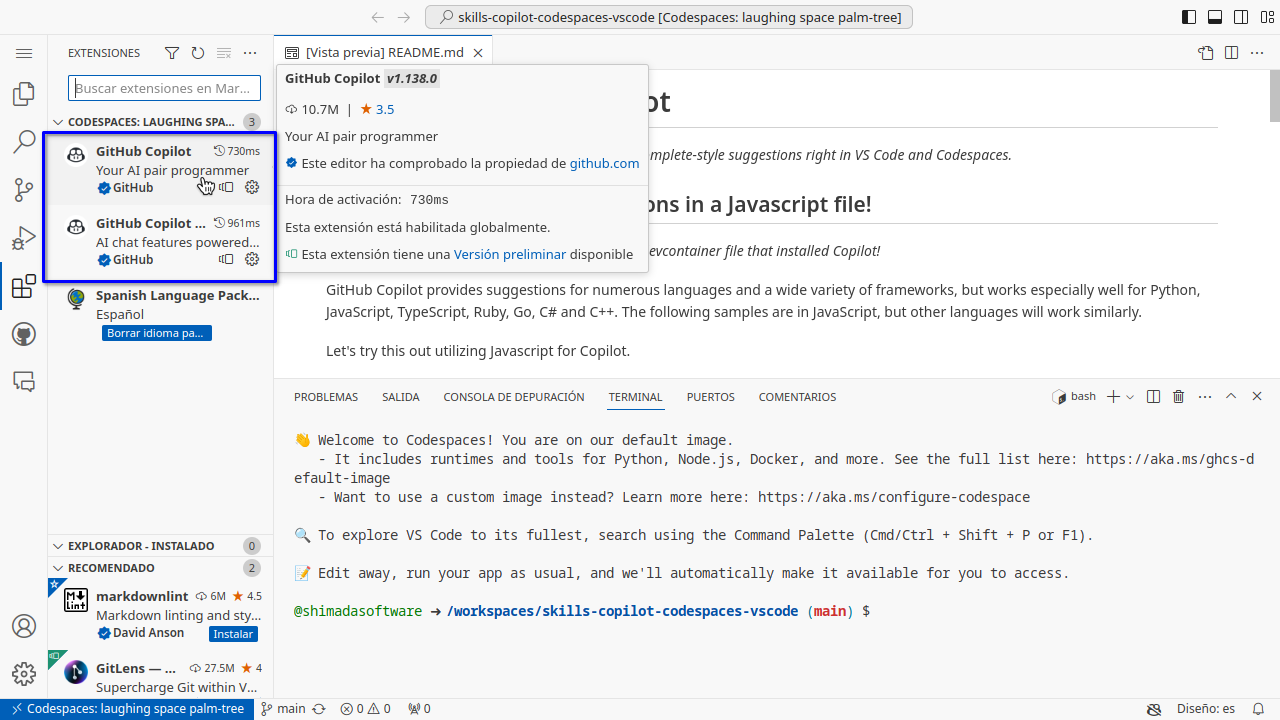 skills-copilot-codespaces-vscode [Codespaces: laughing space palm-tree]
EXTENSIONES
Buscar extensiones en Mar...
CODESPACES: LAUGHING SPA... 3
GitHub Copilot 730ms
Your AI pair programmer
GitHub
GitHub Copilot ... 961ms
AI chat features powered...
GitHub
Spanish Language Pack...
Español
Borrar idioma pa...
EXPLORADOR - INSTALADO 0
RECOMENDADO 2
markdownlint 6M 4.5
Markdown linting and sty...
David Anson Instalar
GitLens — ... 27.5M 4
Supercharge Git within V...
[Vista previa] README.md
GitHub Copilot v1.138.0
10.7M | 3.5
Your AI pair programmer
Este editor ha comprobado la propiedad de github.com
Hora de activación: 730ms
Esta extensión está habilitada globalmente.
Esta extensión tiene una Versión preliminar disponible
ot
mplete-style suggestions right in VS Code and Codespaces.
ons in a Javascript file!
evcontainer file that installed Copilot!
GitHub Copilot provides suggestions for numerous languages and a wide variety of frameworks, but works especially well for Python,
JavaScript, TypeScript, Ruby, Go, C# and C++. The following samples are in JavaScript, but other languages will work similarly.
Let's try this out utilizing Javascript for Copilot.
PROBLEMAS SALIDA CONSOLA DE DEPURACIÓN TERMINAL PUERTOS COMENTARIOS bash
👋 Welcome to Codespaces! You are on our default image.
- It includes runtimes and tools for Python, Node.js, Docker, and more. See the full list here: https://aka.ms/ghcs-d
efault-image
- Want to use a custom image instead? Learn more here: https://aka.ms/configure-codespace
🔍 To explore VS Code to its fullest, search using the Command Palette (Cmd/Ctrl + Shift + P or F1).
📝 Edit away, run your app as usual, and we'll automatically make it available for you to access.
@shimadasoftware ➜ /workspaces/skills-copilot-codespaces-vscode (main) $
Codespaces: laughing space palm-tree main 0 0 0 Diseño: es